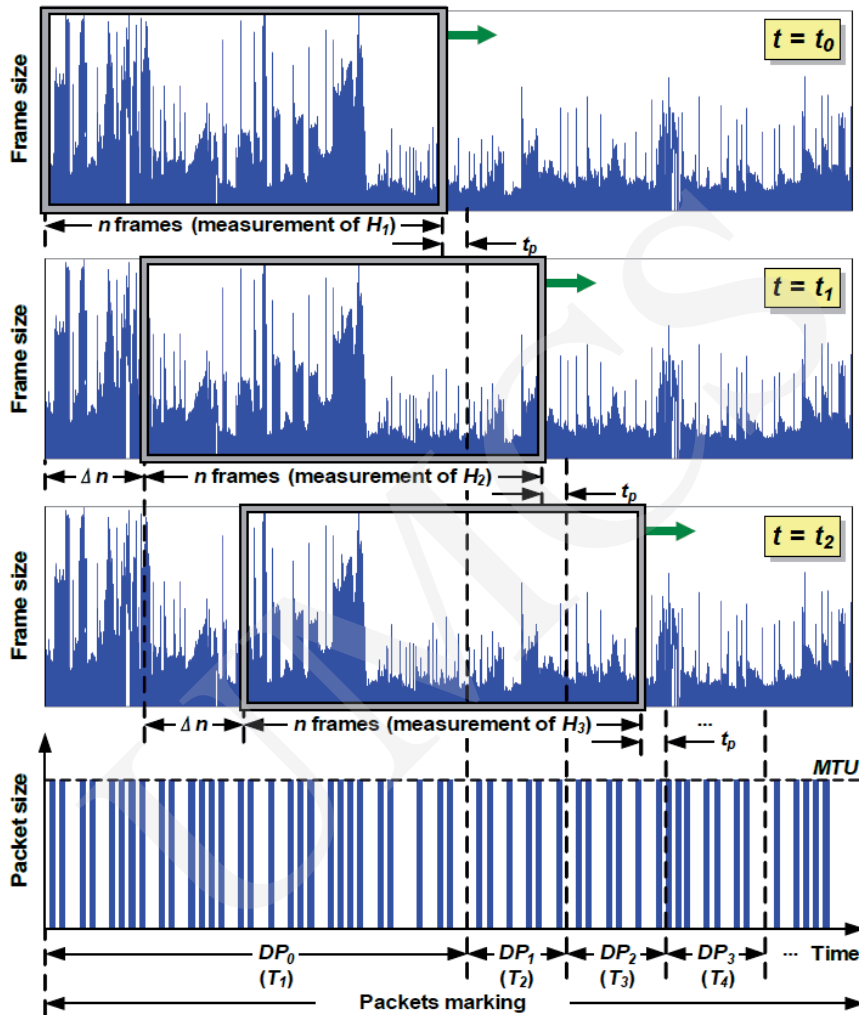 Frame size
t = t0
n frames (measurement of H1)
tp
Frame size
t = t1
Δ n
n frames (measurement of H2)
tp
Frame size
t = t2
Δ n
n frames (measurement of H3)
...
tp
Packet size
MTU
DP0 DP1 DP2 DP3 ... Time
(T1) (T2) (T3) (T4)
Packets marking
UMCS